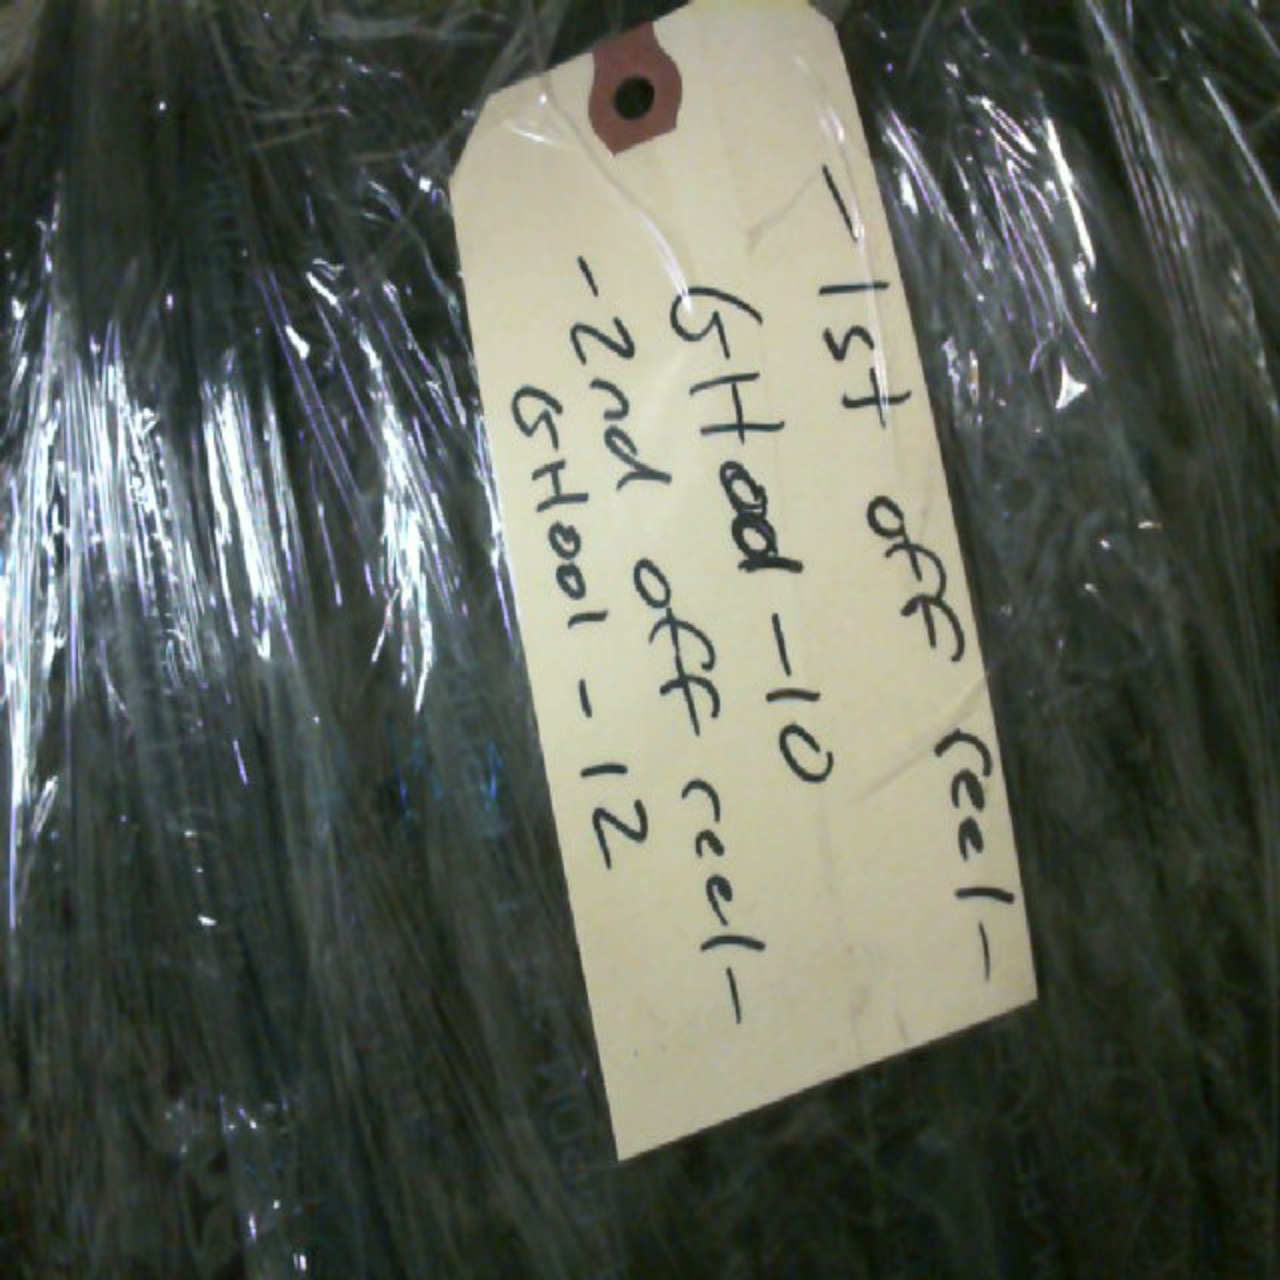 - 1st off reel -
GH001 - 10
- 2nd off reel -
GH001 - 12